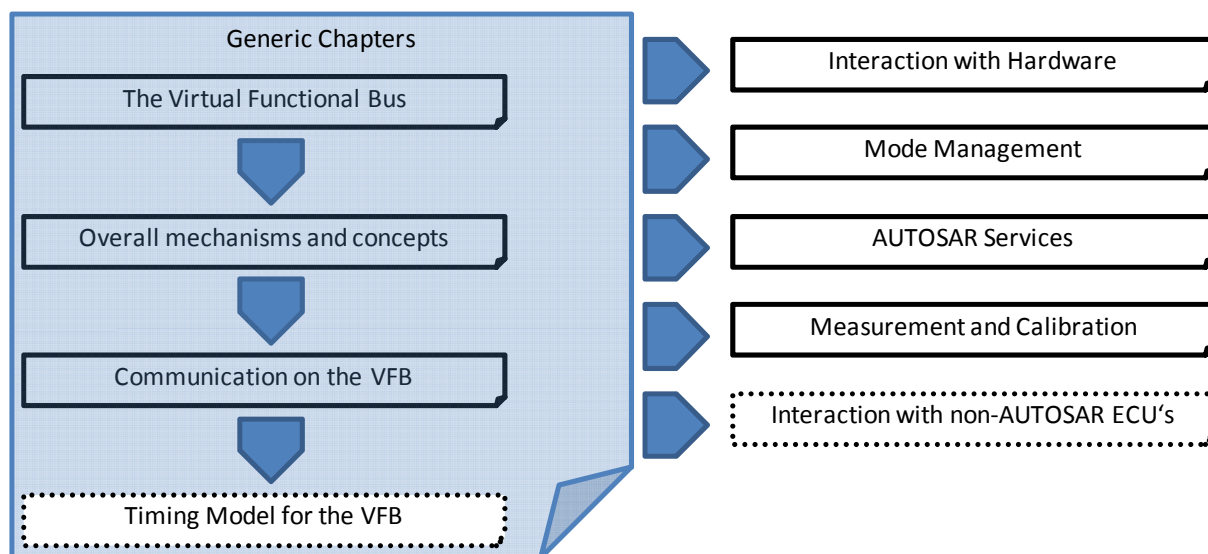 Generic Chapters
The Virtual Functional Bus
Overall mechanisms and concepts
Communication on the VFB
Timing Model for the VFB
Interaction with Hardware
Mode Management
AUTOSAR Services
Measurement and Calibration
Interaction with non-AUTOSAR ECU‘s